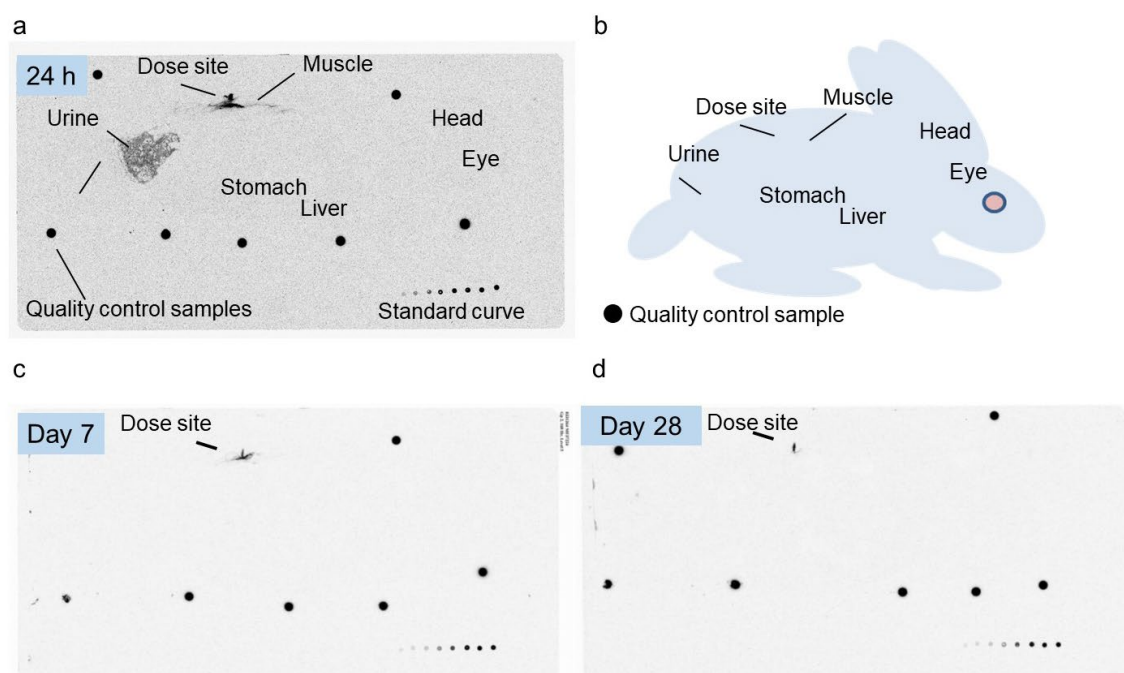 a
24 h
Dose site
Muscle
Urine
Head
Eye
Stomach
Liver
Quality control samples
Standard curve
b
Dose site
Muscle
Head
Urine
Eye
Stomach
Liver
Quality control sample
c
Day 7
Dose site
d
Day 28
Dose site